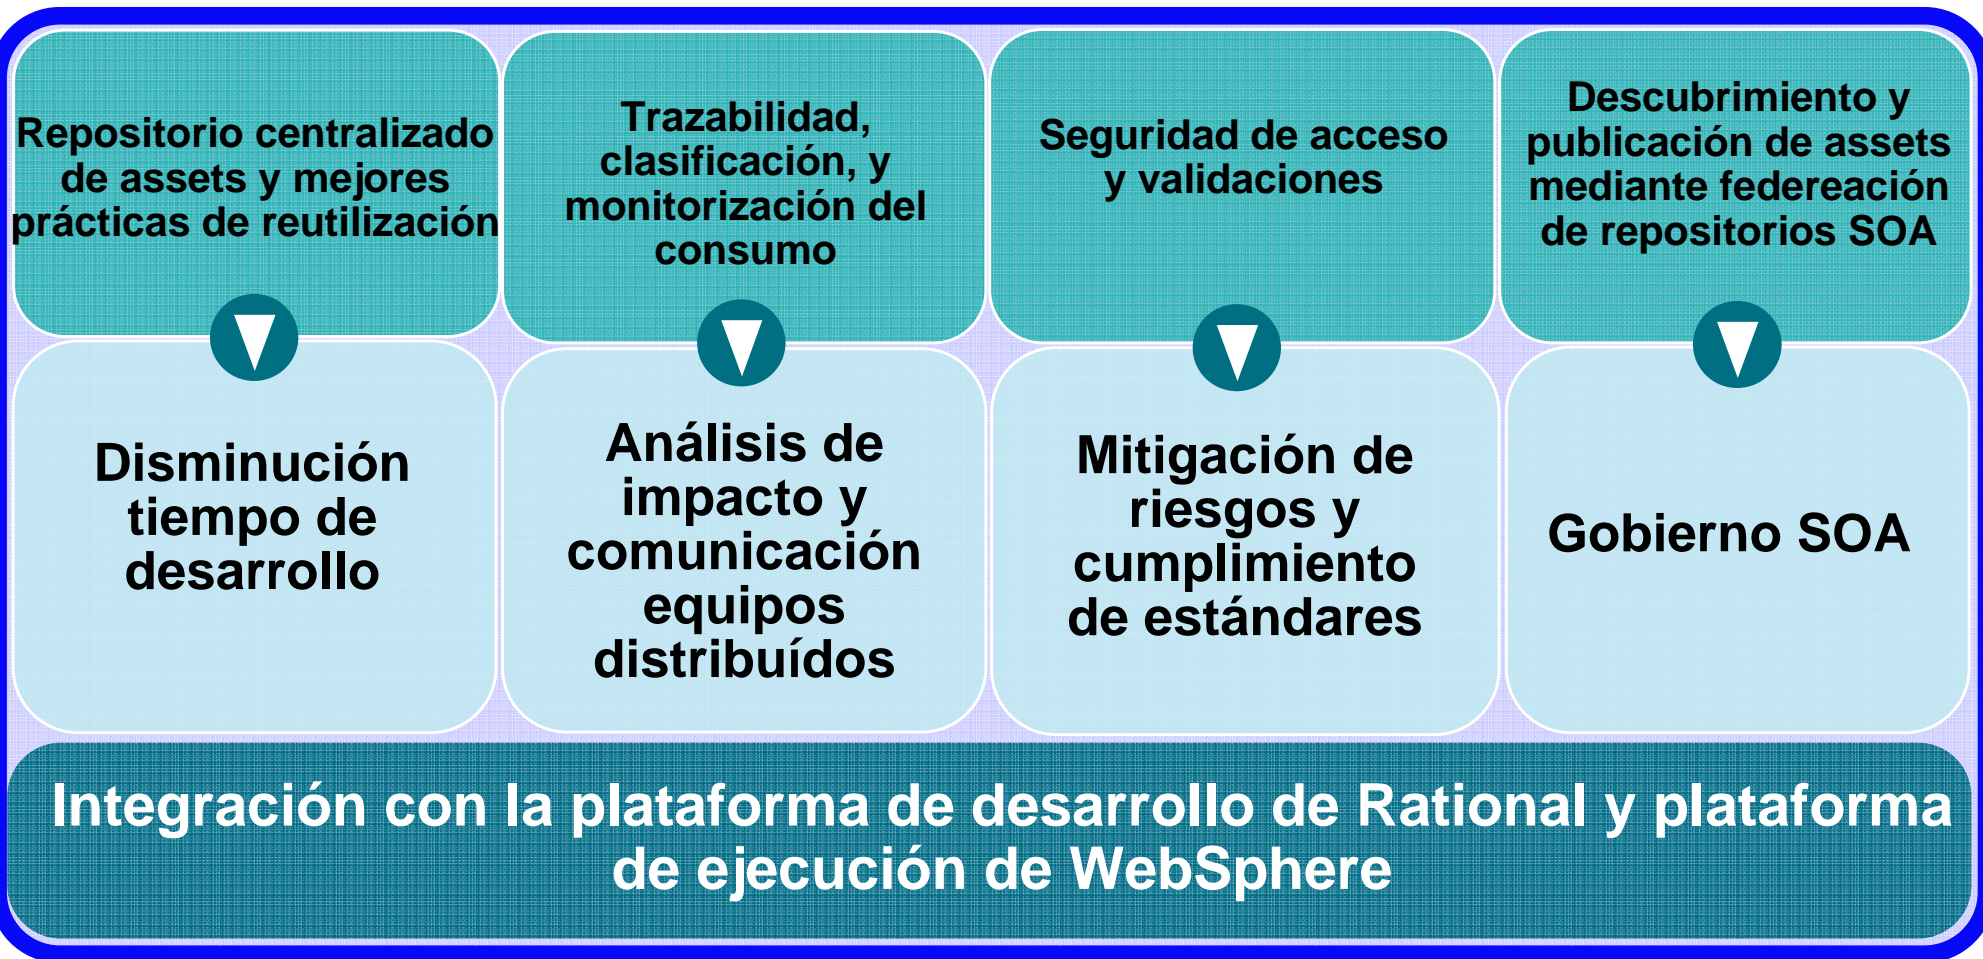 Repositorio centralizado
de assets y mejores
prácticas de reutilización
Trazabilidad,
clasificación, y
monitorización del
consumo
Seguridad de acceso
y validaciones
Descubrimiento y
publicación de assets
mediante federeación
de repositorios SOA
Disminución
tiempo de
desarrollo
Análisis de
impacto y
comunicación
equipos
distribuídos
Mitigación de
riesgos y
cumplimiento
de estándares
Gobierno SOA
Integración con la plataforma de desarrollo de Rational y plataforma
de ejecución de WebSphere